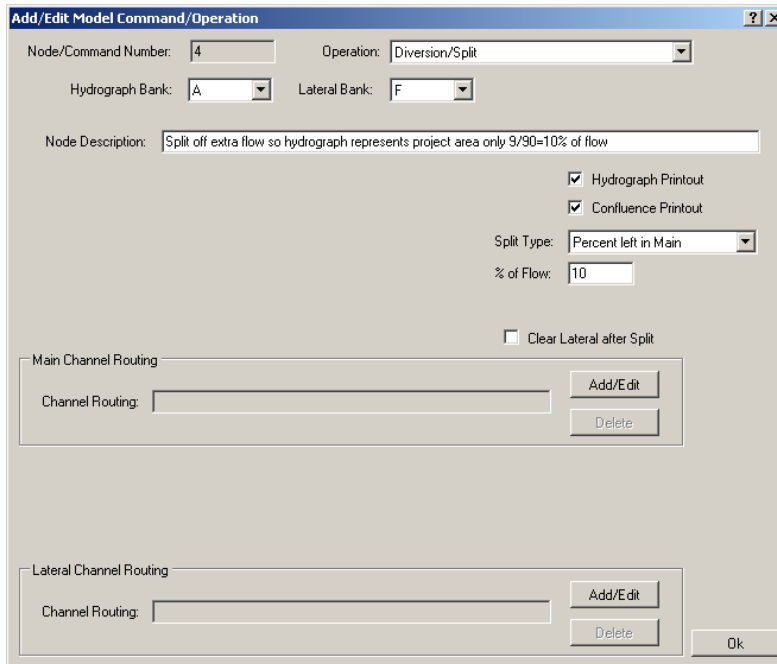 Add/Edit Model Command/Operation
Node/Command Number: 4 Operation: Diversion/Split
Hydrograph Bank: A Lateral Bank: F
Node Description: Split off extra flow so hydrograph represents project area only 9/90=10% of flow
Hydrograph Printout
Confluence Printout
Split Type: Percent left in Main
% of Flow: 10
Clear Lateral after Split
Main Channel Routing
Add/Edit
Channel Routing:
Delete
Lateral Channel Routing
Add/Edit
Channel Routing:
Delete
Ok